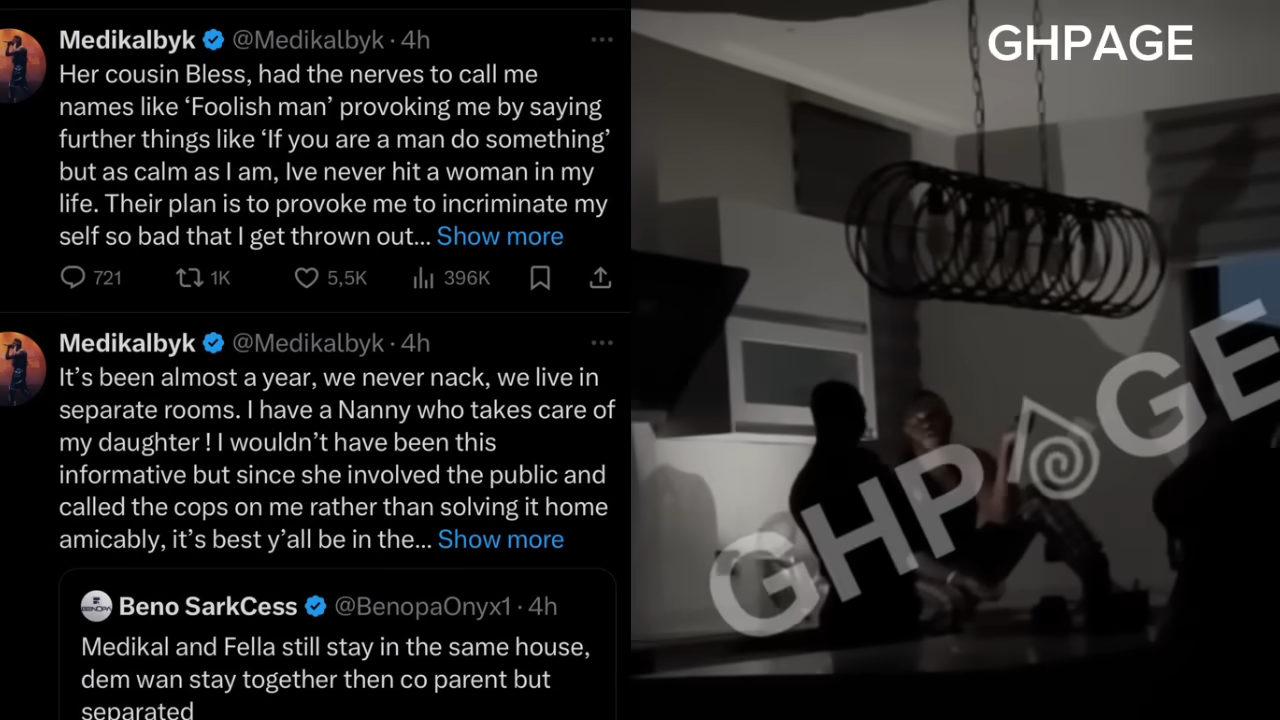 Medikalbyk @Medikalbyk · 4h
Her cousin Bless, had the nerves to call me
names like ‘Foolish man’ provoking me by saying
further things like ‘If you are a man do something’
but as calm as I am, Ive never hit a woman in my
life. Their plan is to provoke me to incriminate my
self so bad that I get thrown out... Show more
721 1K 5,5K 396K
Medikalbyk @Medikalbyk · 4h
It’s been almost a year, we never nack, we live in
separate rooms. I have a Nanny who takes care of
my daughter ! I wouldn’t have been this
informative but since she involved the public and
called the cops on me rather than solving it home
amicably, it’s best y’all be in the... Show more
BENOPA
Beno SarkCess @BenopaOnyx1 · 4h
Medikal and Fella still stay in the same house,
dem wan stay together then co parent but
separated
GHPAGE
GHPAGE